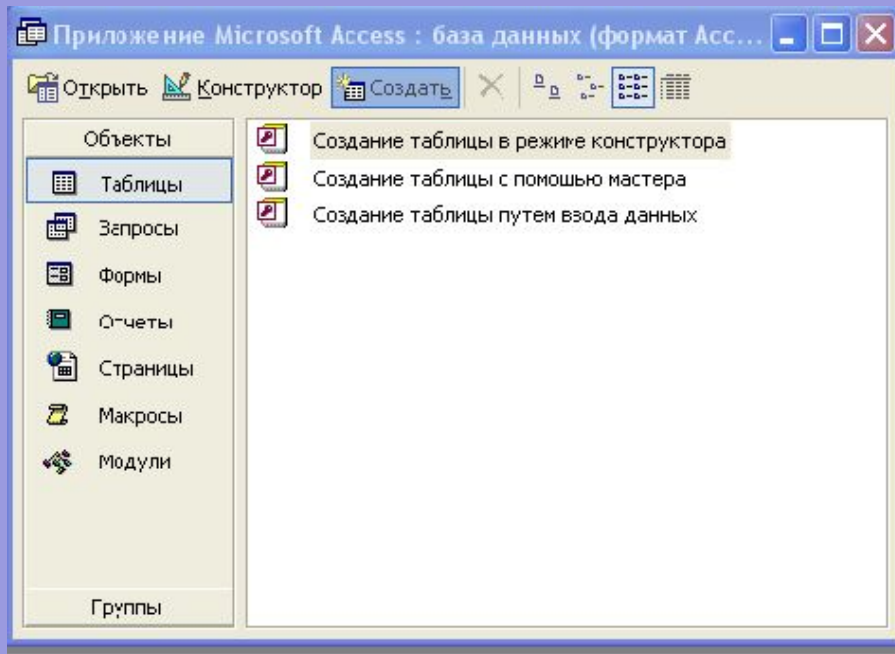 Приложение Microsoft Access : база данных (формат Acc...
Открыть Конструктор Создать
Объекты
Таблицы
Запросы
Формы
Отчеты
Страницы
Макросы
Модули
Группы
Создание таблицы в режиме конструктора
Создание таблицы с помощью мастера
Создание таблицы путем ввода данных